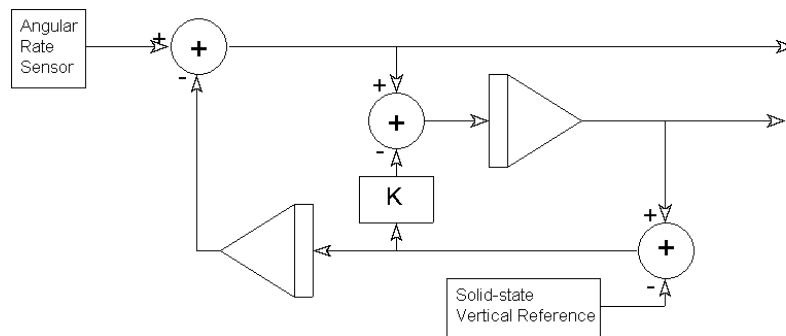 Angular
Rate
Sensor
+
+
-
+
+
-
K
+
+
-
Solid-state
Vertical Reference